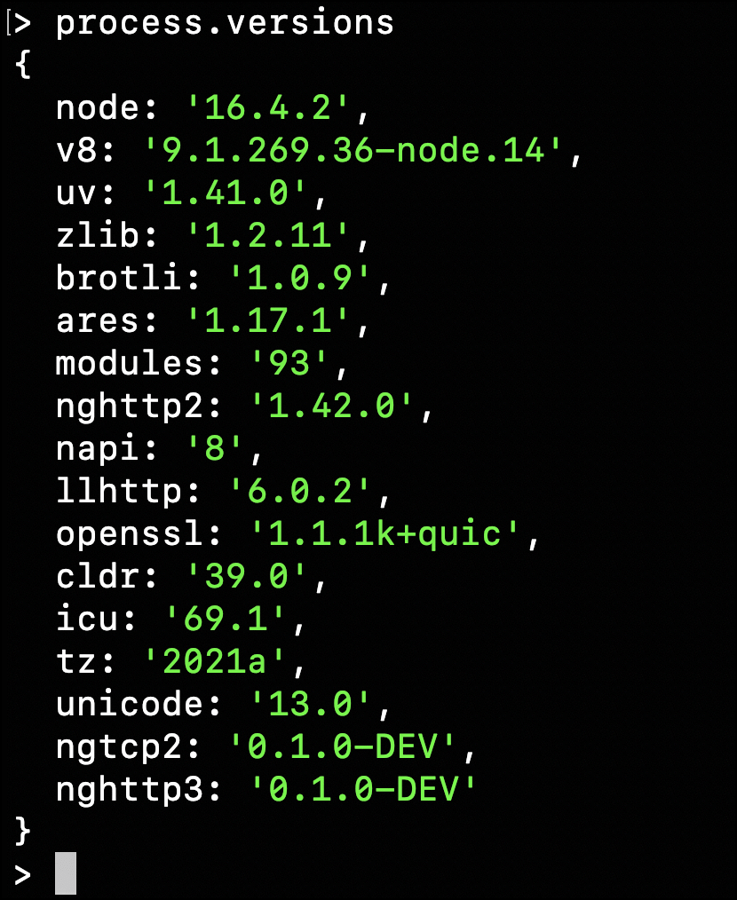 [> process.versions
{
  node: '16.4.2',
  v8: '9.1.269.36-node.14',
  uv: '1.41.0',
  zlib: '1.2.11',
  brotli: '1.0.9',
  ares: '1.17.1',
  modules: '93',
  nghttp2: '1.42.0',
  napi: '8',
  llhttp: '6.0.2',
  openssl: '1.1.1k+quic',
  cldr: '39.0',
  icu: '69.1',
  tz: '2021a',
  unicode: '13.0',
  ngtcp2: '0.1.0-DEV',
  nghttp3: '0.1.0-DEV'
}
>